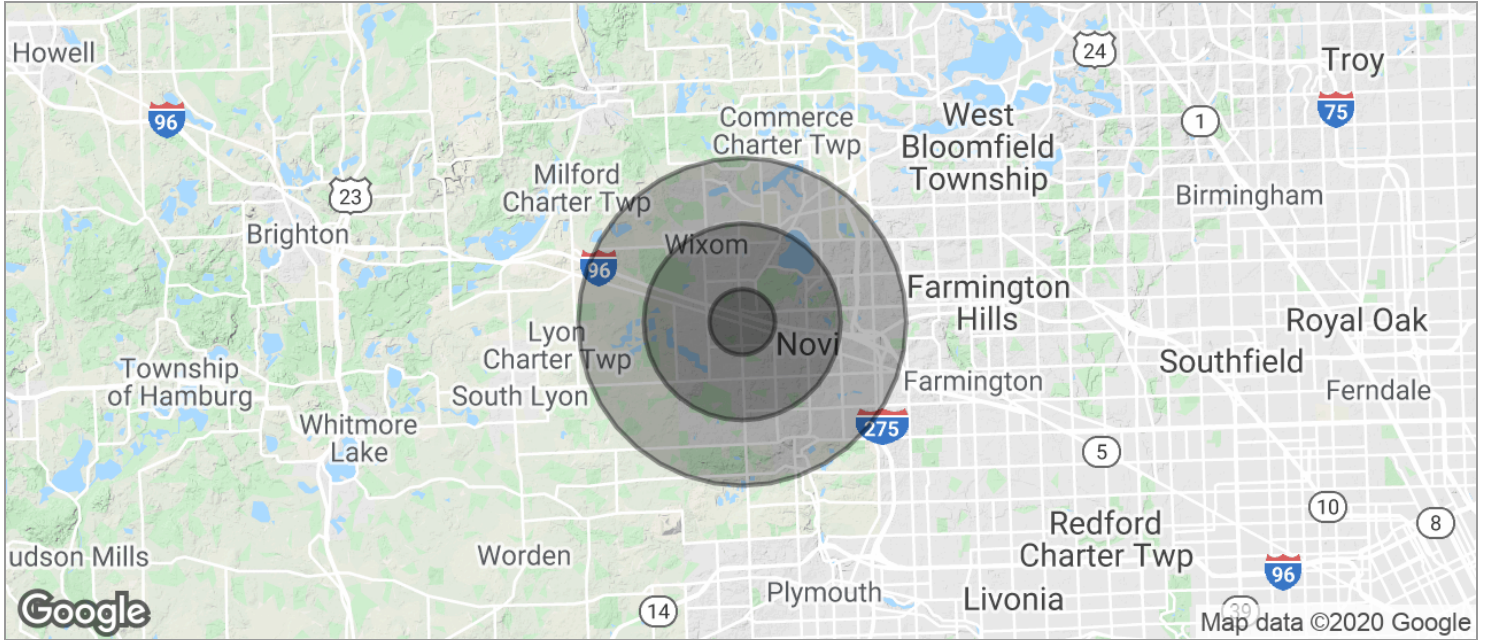 Howell
24
Troy
96
1
75
Commerce
Charter Twp
West
Bloomfield
Township
Milford
Charter Twp
23
Birmingham
Brighton
Wixom
96
Farmington
Hills
Novi
Royal Oak
Lyon
Charter Twp
Southfield
Township
of Hamburg
South Lyon
Farmington
Ferndale
Whitmore
Lake
275
5
10
8
Redford
Charter Twp
udson Mills
Worden
96
Plymouth
Livonia
Google
14
39
Map data ©2020 Google